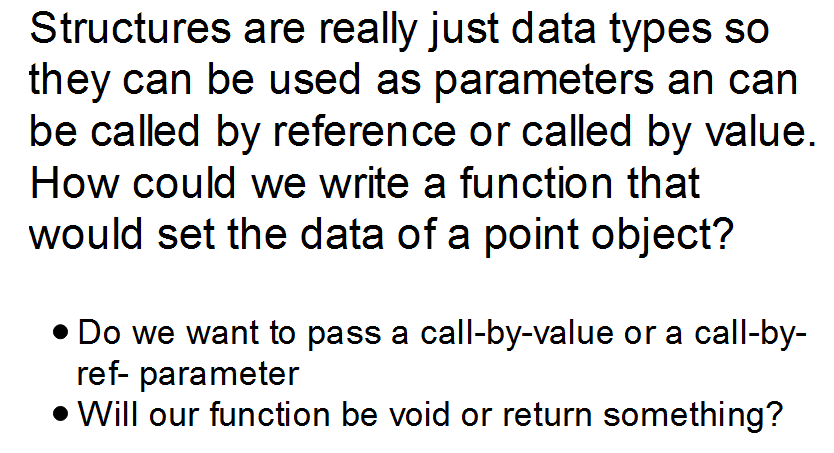 Structures are really just data types so
they can be used as parameters an can
be called by reference or called by value.
How could we write a function that
would set the data of a point object?
• Do we want to pass a call-by-value or a call-by-
ref- parameter
• Will our function be void or return something?